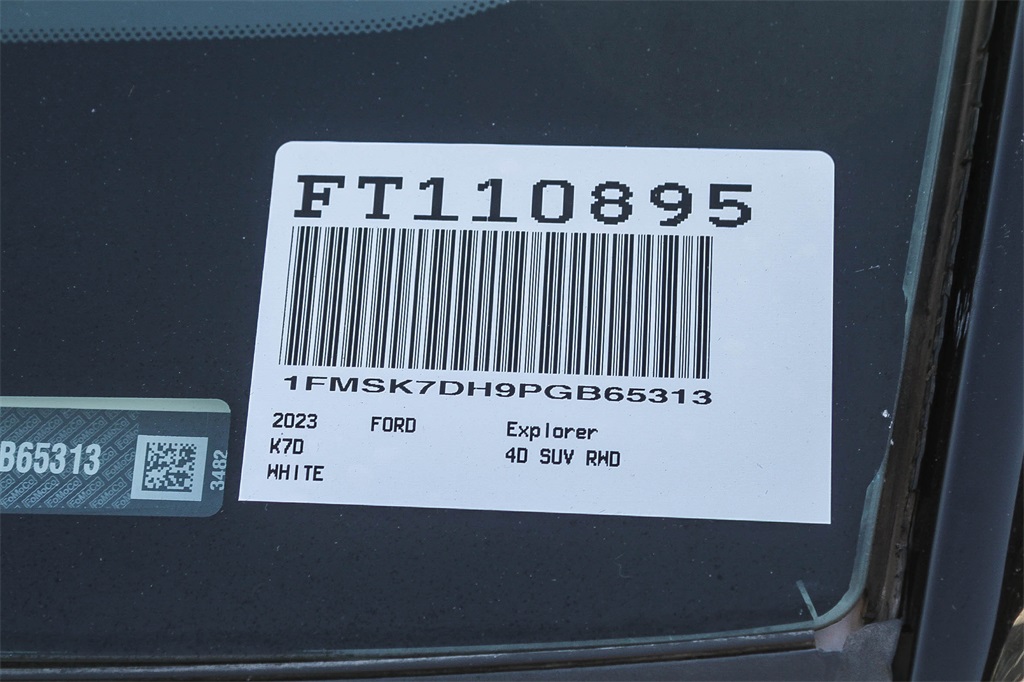 FT110895
1FMSK7DH9PGB65313
2023 FORD Explorer
K7D 4D SUV RWD
WHITE
B65313
3482